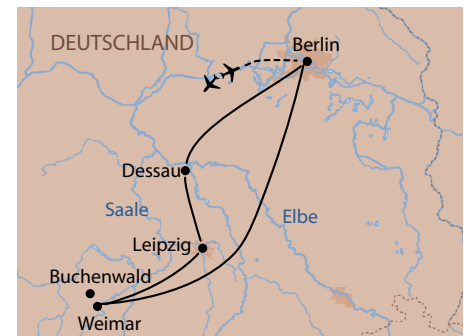 DEUTSCHLAND
Berlin
Dessau
Saale
Elbe
Leipzig
Buchenwald
Weimar